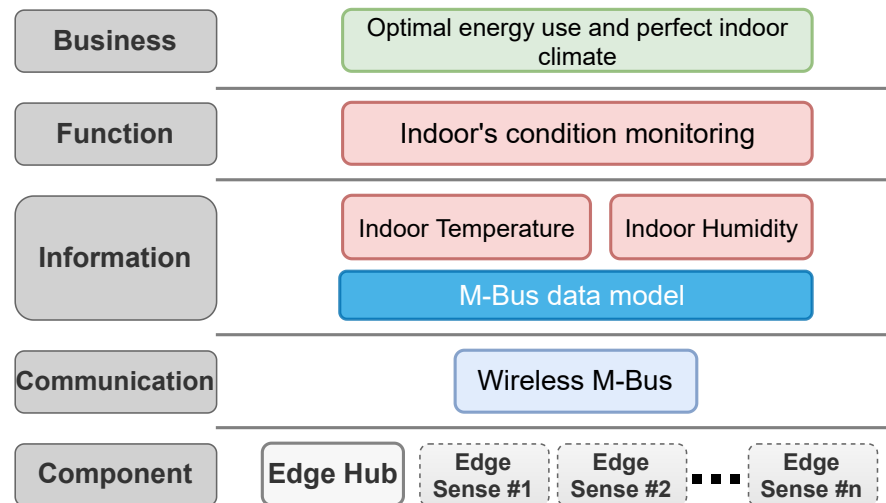 Business
Optimal energy use and perfect indoor
climate
Function
Indoor's condition monitoring
Information
Indoor Temperature
Indoor Humidity
M-Bus data model
Communication
Wireless M-Bus
Component
Edge Hub
Edge
Sense #1
Edge
Sense #2
Edge
Sense #n